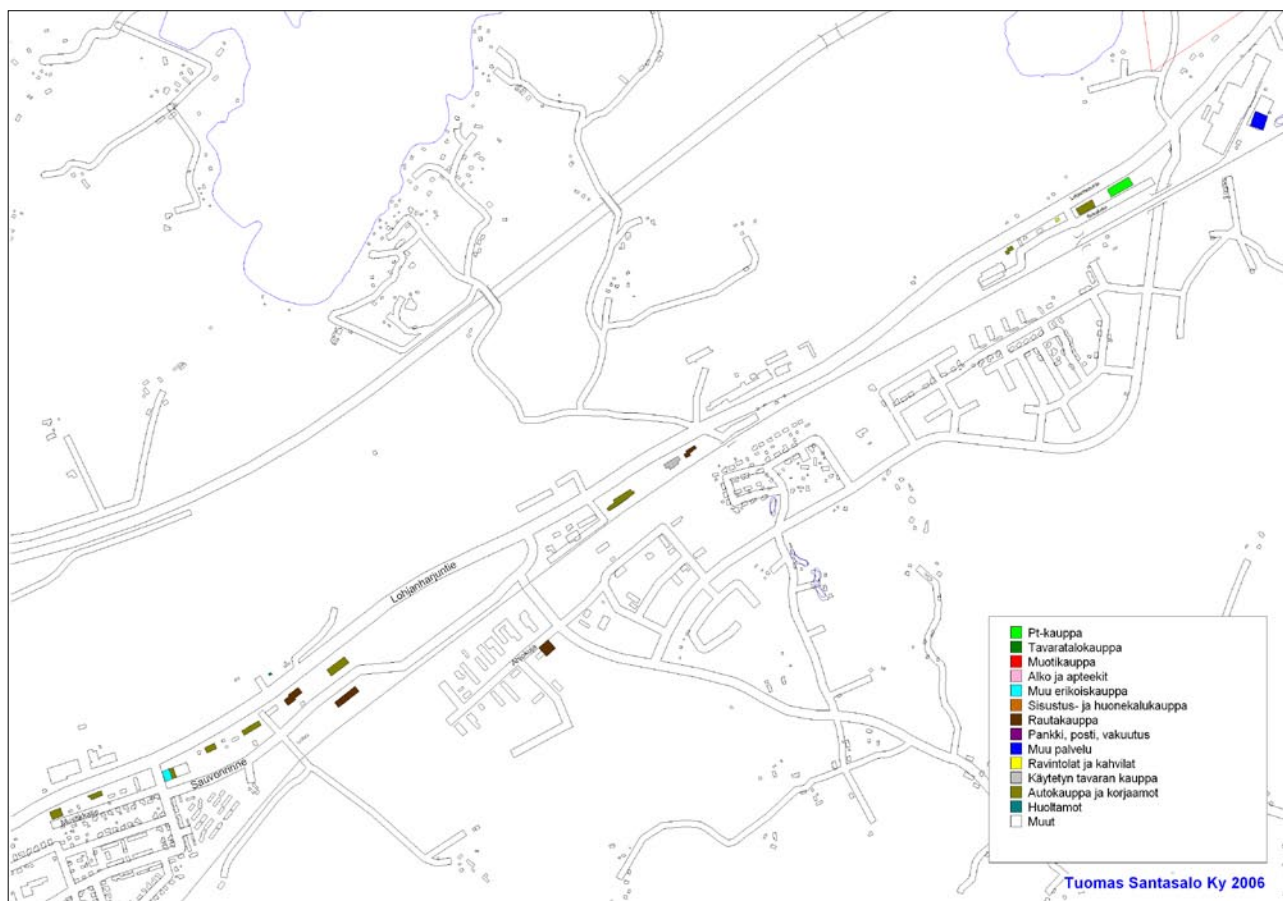 Lohjanharjuntie
Ahokatu
Sauvonrinne
Pt-kauppa
Tavaratalokauppa
Muotikauppa
Alko ja apteekit
Muu erikoiskauppa
Sisustus- ja huonekalukauppa
Rautakauppa
Pankki, posti, vakuutus
Muu palvelu
Ravintolat ja kahvilat
Käytetyn tavaran kauppa
Autokauppa ja korjaamot
Huoltamot
Muut
Tuomas Santasalo Ky 2006